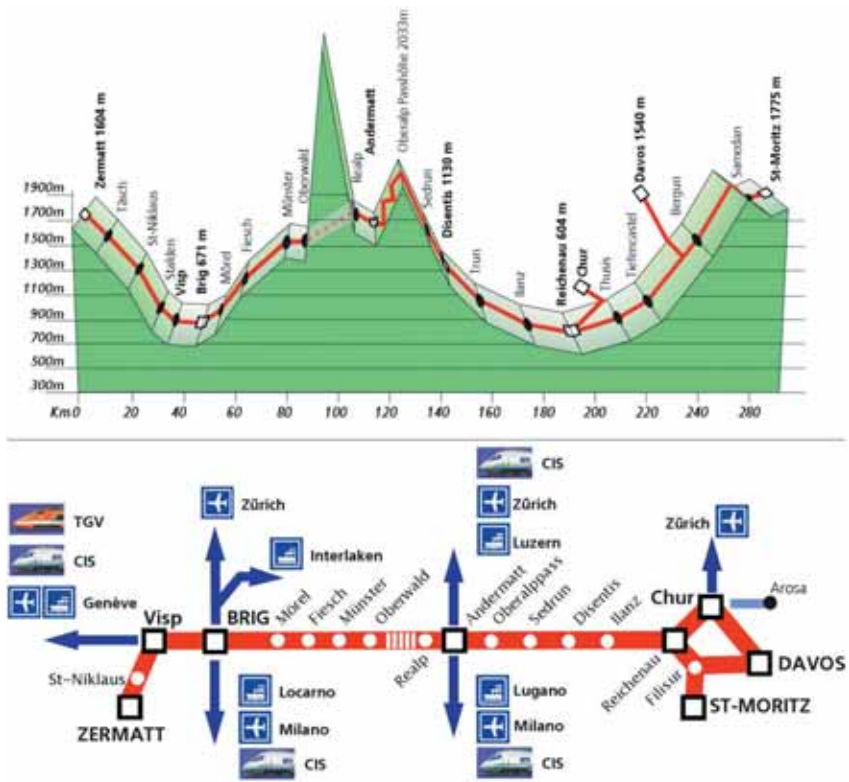 Zermatt 1604 m
Täsch
St-Niklaus
Stalden
Visp
Brig 671 m
Mörel
Fiesch
Münster
Oberwald
Realp
Andermatt
Oberalp Passhöhe 2033m
Sedrun
Disentis 1130 m
Trun
Ilanz
Reichenau 604 m
Chur
Thusis
Tiefencastel
Davos 1540 m
Bergun
Samedan
St-Moritz 1775 m
1900m
1700m
1500m
1300m
1100m
900m
700m
500m
300m
Km 0 20 40 60 80 100 120 140 160 180 200 220 240 260 280
TGV
CIS
Genève
Zürich
Interlaken
CIS
Zürich
Luzern
Zürich
Arosa
Visp
BRIG
Mörel
Fiesch
Münster
Oberwald
Realp
Andermatt
Oberalppass
Sedrun
Disentis
Ilanz
Chur
Reichenau
Filisur
DAVOS
ST-MORITZ
St-Niklaus
ZERMATT
Locarno
Milano
CIS
Lugano
Milano
CIS